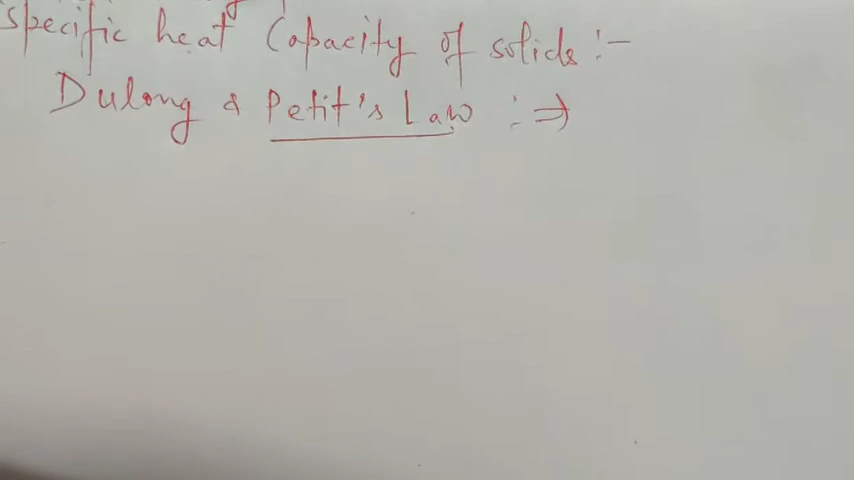 specific heat Capacity of solids :-
Dulong & Petit's Law :⇒